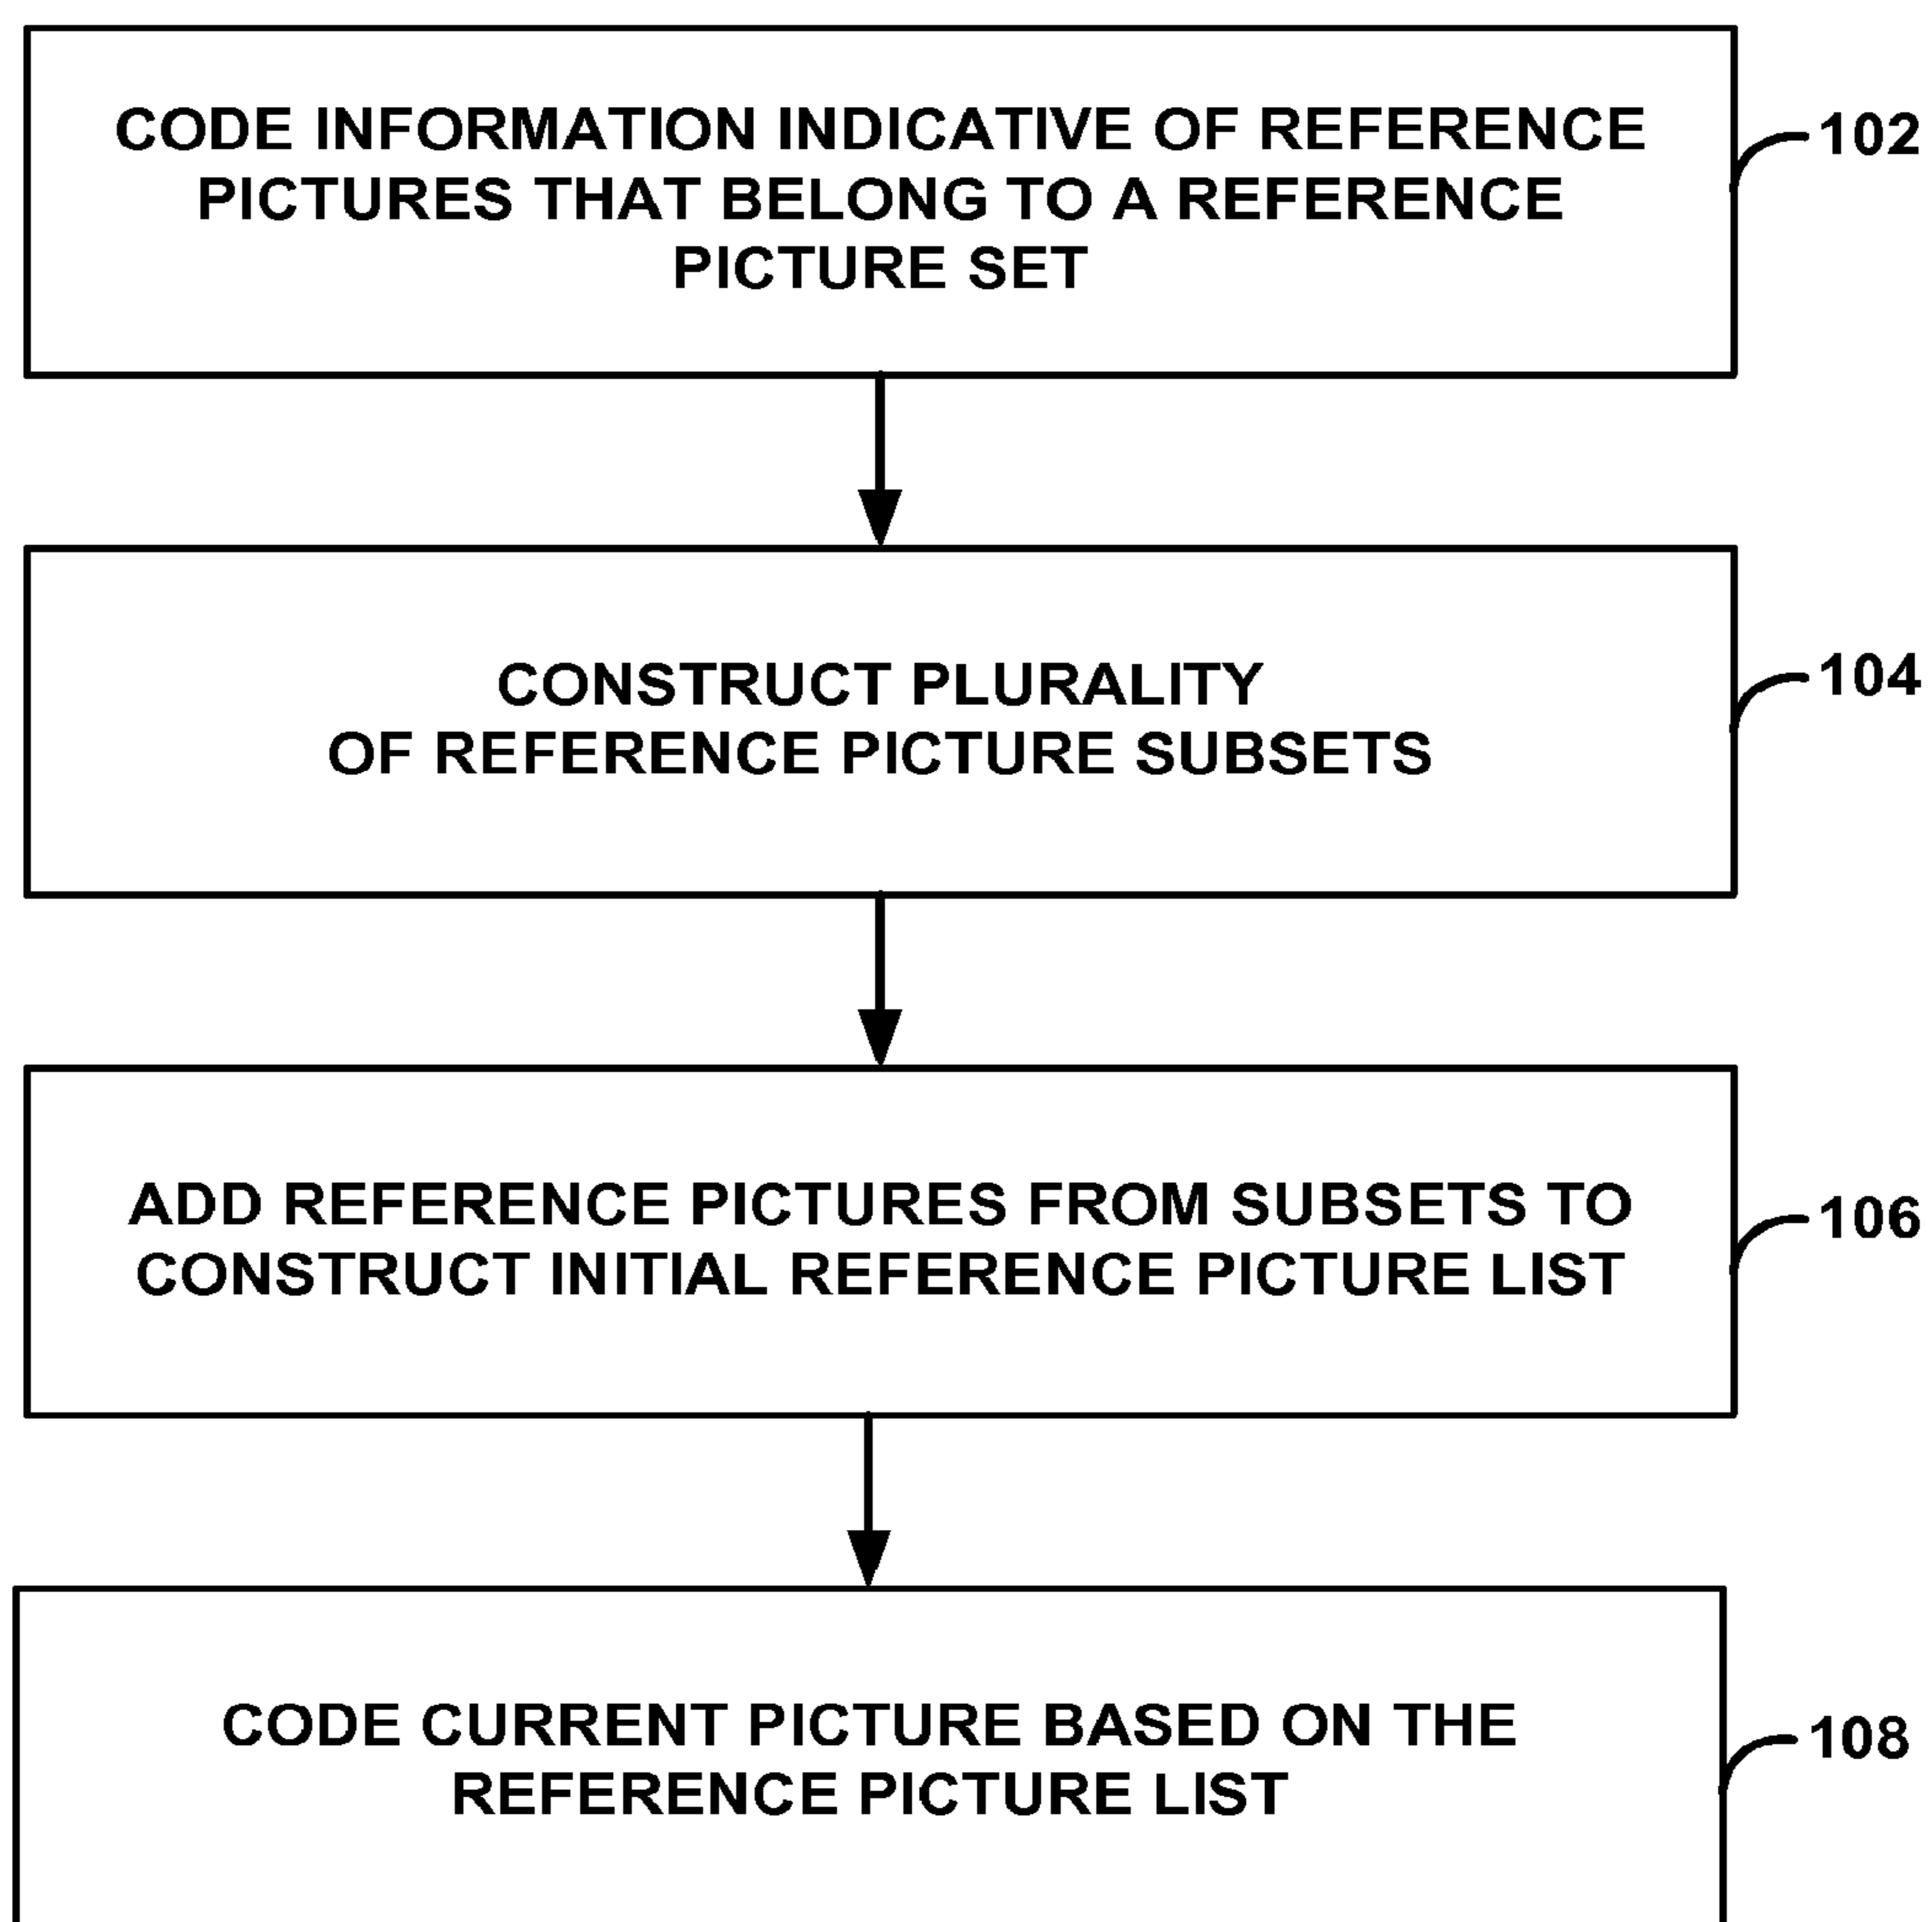 CODE INFORMATION INDICATIVE OF REFERENCE
PICTURES THAT BELONG TO A REFERENCE
PICTURE SET
102
CONSTRUCT PLURALITY
OF REFERENCE PICTURE SUBSETS
104
ADD REFERENCE PICTURES FROM SUBSETS TO
CONSTRUCT INITIAL REFERENCE PICTURE LIST
106
CODE CURRENT PICTURE BASED ON THE
REFERENCE PICTURE LIST
108